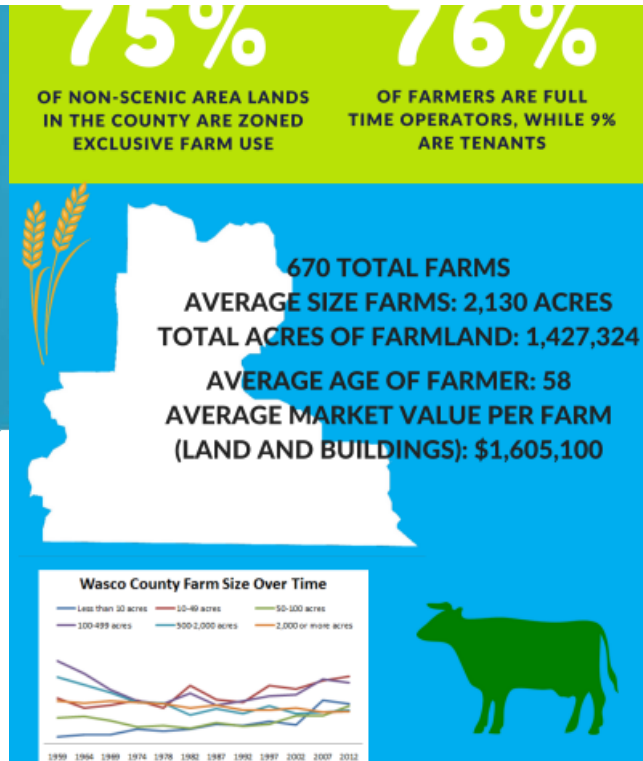 75%
76%
OF NON-SCENIC AREA LANDS
IN THE COUNTY ARE ZONED
EXCLUSIVE FARM USE
OF FARMERS ARE FULL
TIME OPERATORS, WHILE 9%
ARE TENANTS
670 TOTAL FARMS
AVERAGE SIZE FARMS: 2,130 ACRES
TOTAL ACRES OF FARMLAND: 1,427,324
AVERAGE AGE OF FARMER: 58
AVERAGE MARKET VALUE PER FARM
(LAND AND BUILDINGS): $1,605,100
Wasco County Farm Size Over Time
Less than 10 acres 10-49 acres 50-100 acres
100-499 acres 500-2,000 acres 2,000 or more acres
1959 1964 1969 1974 1978 1982 1987 1992 1997 2002 2007 2012